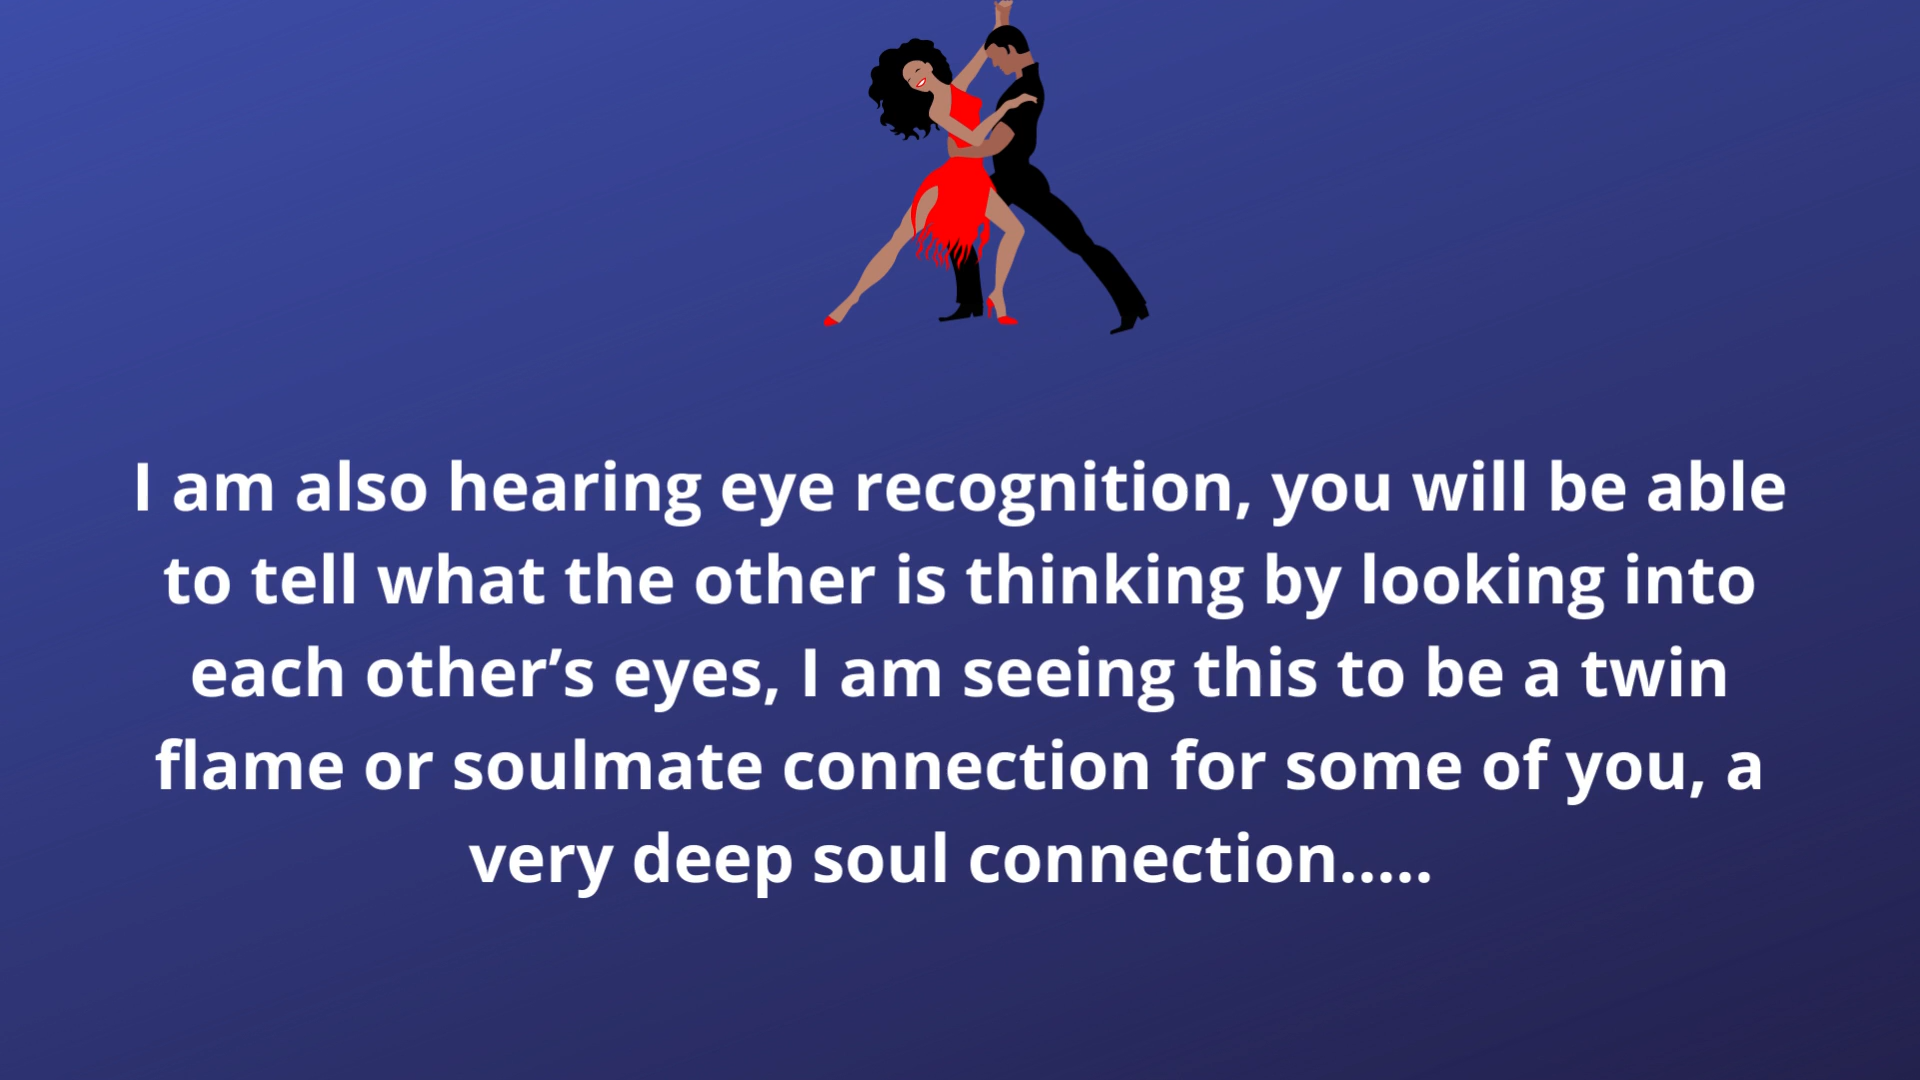 I am also hearing eye recognition, you will be able
to tell what the other is thinking by looking into
each other’s eyes, I am seeing this to be a twin
flame or soulmate connection for some of you, a
very deep soul connection.....